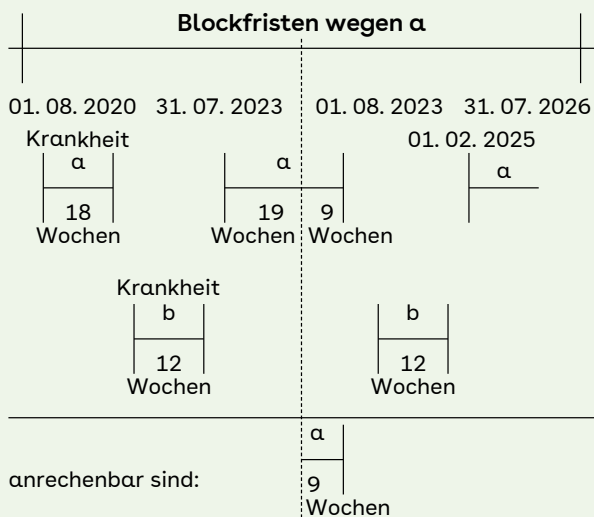 Blockfristen wegen a
01. 08. 2020 31. 07. 2023 01. 08. 2023 31. 07. 2026
Krankheit 01. 02. 2025
a a a
18 19 9
Wochen Wochen Wochen
Krankheit
b b
12 12
Wochen Wochen
a
anrechenbar sind: 9
Wochen